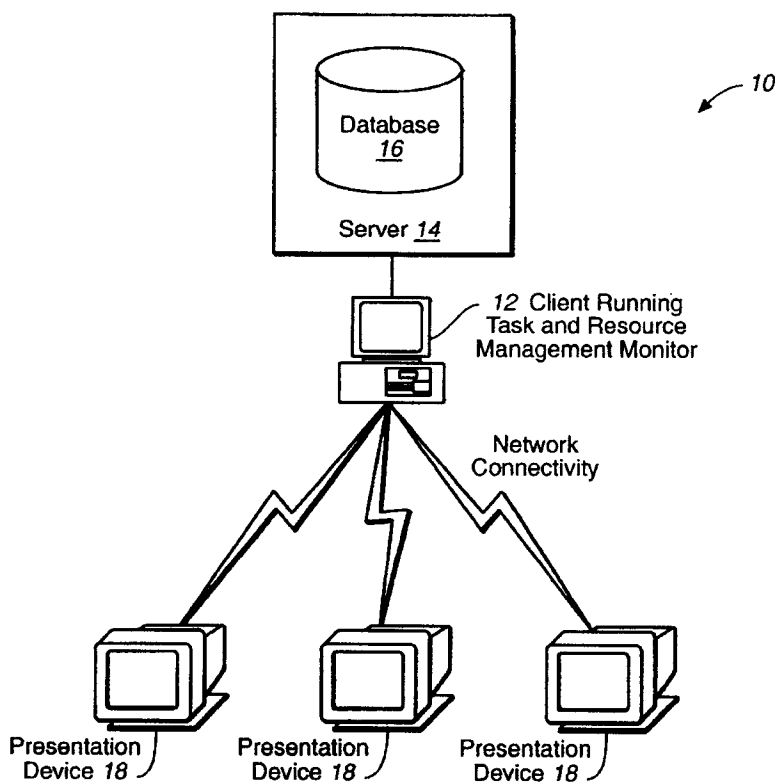 10
Database
16
Server 14
12 Client Running
Task and Resource
Management Monitor
Network
Connectivity
Presentation
Device 18
Presentation
Device 18
Presentation
Device 18